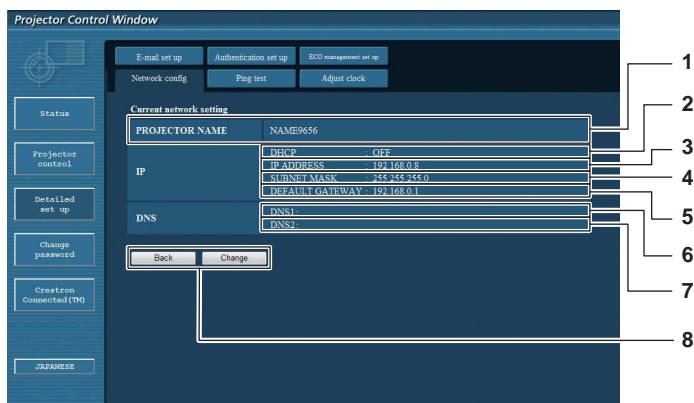 Projector Control Window
E-mail set up
Authentication set up
ECO management set up
Network config
Ping test
Adjust clock
Status
Projector
control
Detailed
set up
Change
password
Crestron
Connected(TM)
JAPANESE
Current network setting
PROJECTOR NAME NAME9656
IP
DHCP : OFF
IP ADDRESS : 192.168.0.8
SUBNET MASK : 255.255.255.0
DEFAULT GATEWAY : 192.168.0.1
DNS
DNS1:
DNS2:
Back
Change
1
2
3
4
5
6
7
8